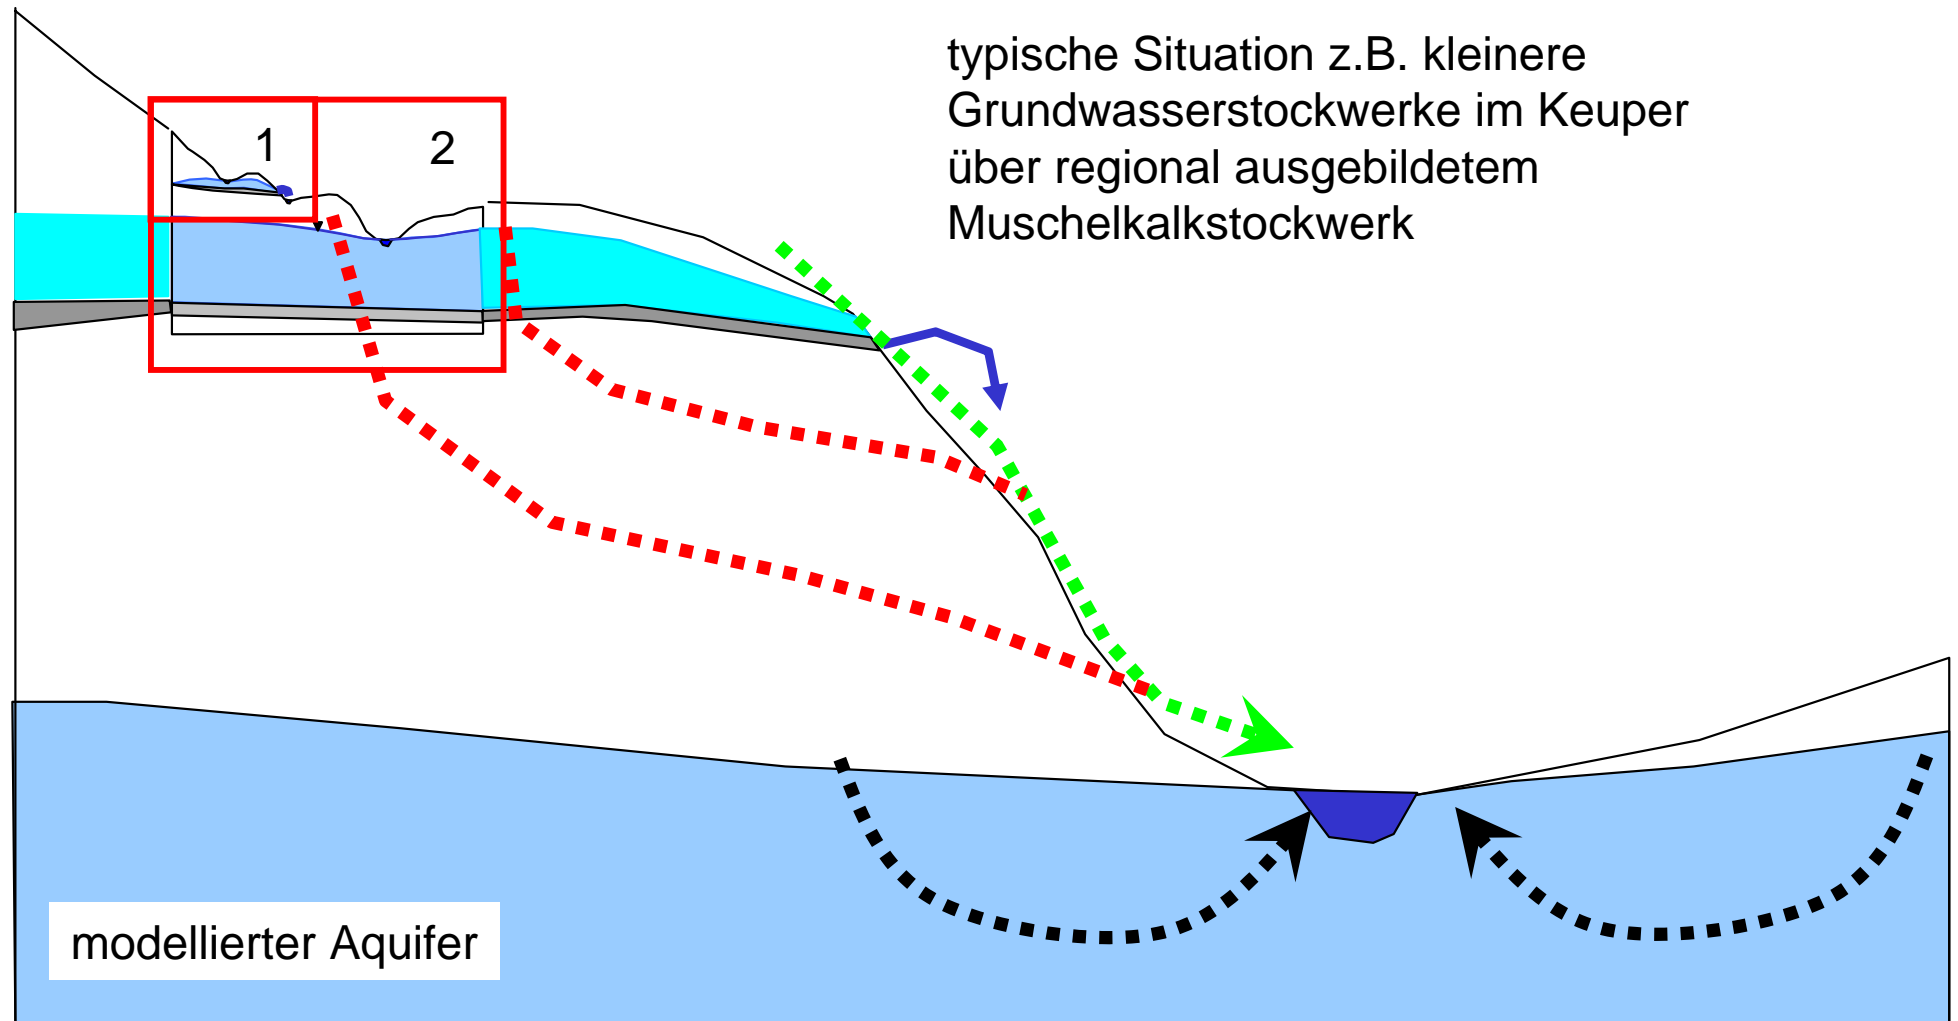 typische Situation z.B. kleinere
Grundwasserstockwerke im Keuper
über regional ausgebildetem
Muschelkalkstockwerk
1
2
modellierter Aquifer